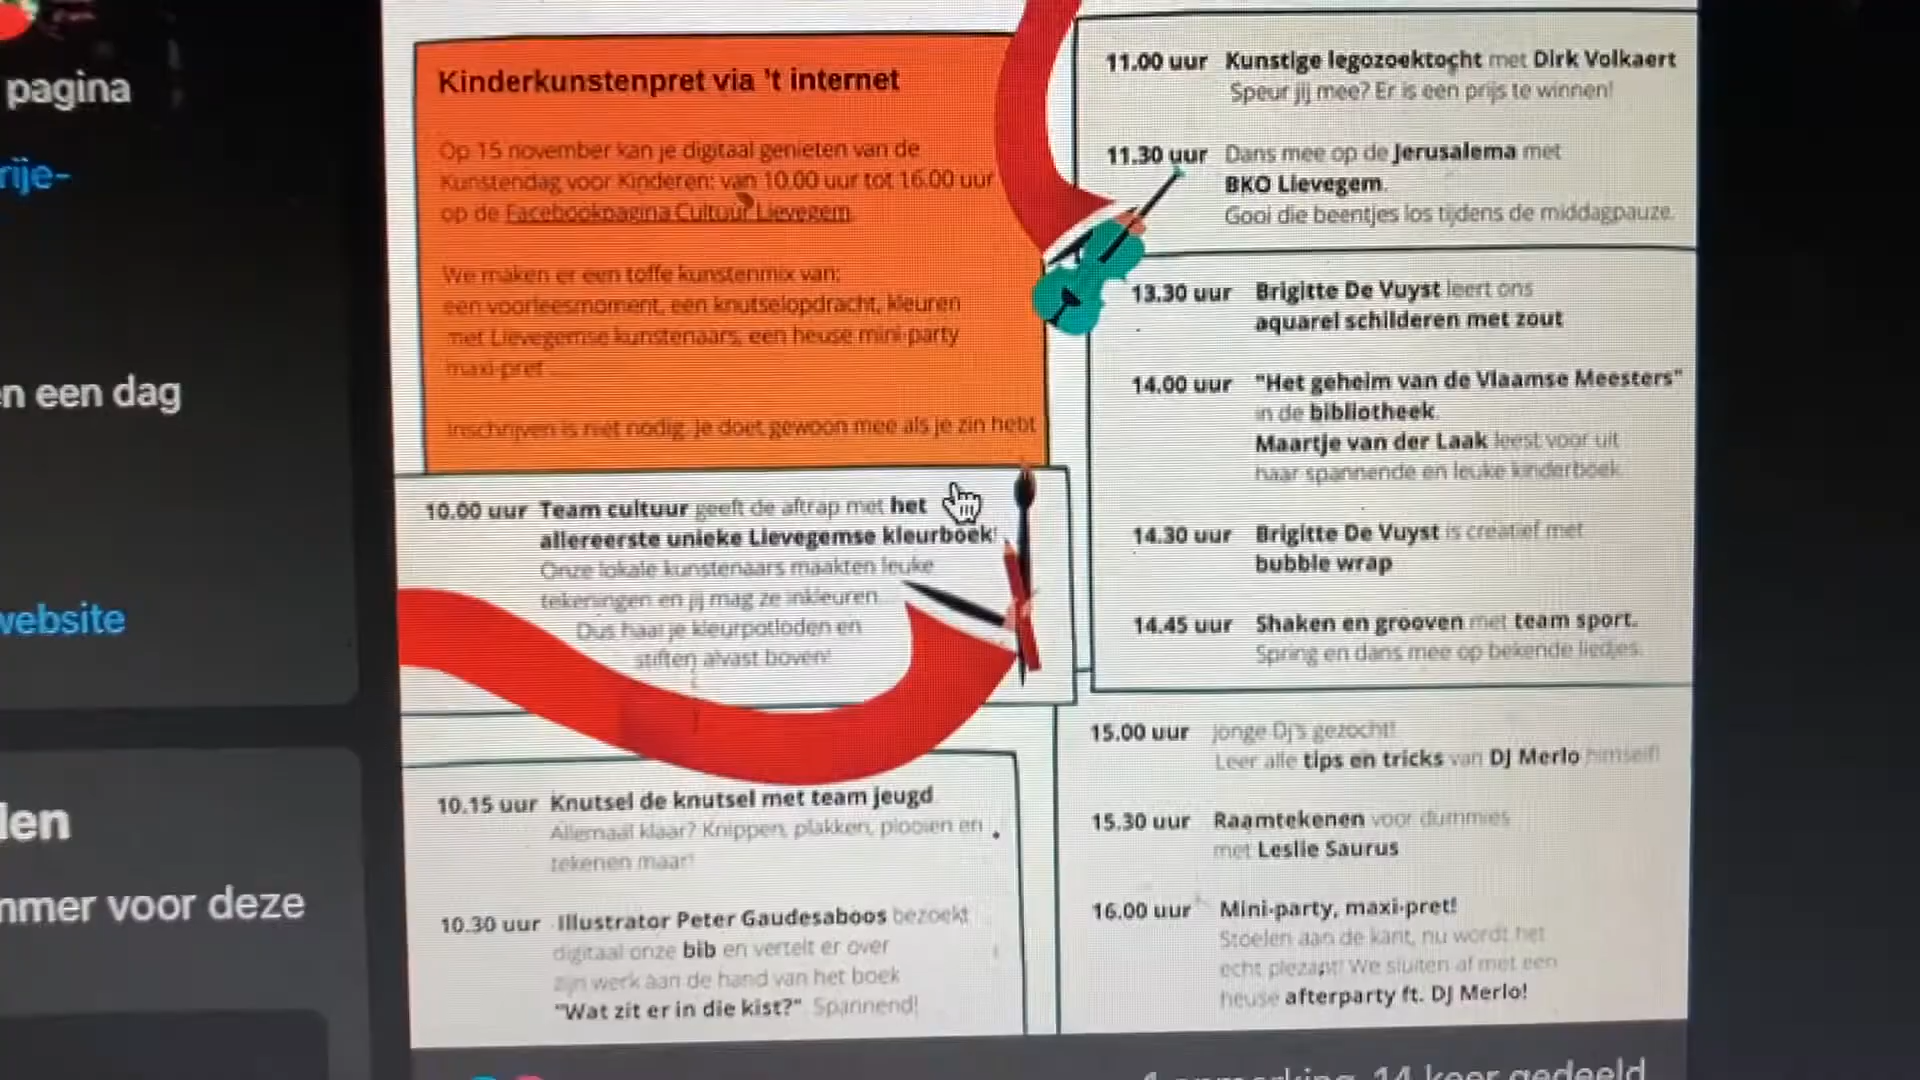 pagina
rije-
en een dag
website
len
mmer voor deze
Kinderkunstenpret via 't internet
Op 15 november kan je digitaal genieten van de
Kunstendag voor Kinderen: van 10.00 uur tot 16.00 uur
op de Facebookpagina Cultuur Lievegem.
We maken er een toffe kunstenmix van:
een voorleesmoment, een knutselopdracht, kleuren
met Lievegemse kunstenaars, een heuse mini-party
maxi-pret ...
Inschrijven is niet nodig. Je doet gewoon mee als je zin hebt
10.00 uur Team cultuur geeft de aftrap met het
allereerste unieke Lievegemse kleurboek!
Onze lokale kunstenaars maakten leuke
tekeningen en jij mag ze inkleuren.
Dus haal je kleurpotloden en
stiften alvast boven!
10.15 uur Knutsel de knutsel met team jeugd
Allemaal klaar? Knippen, plakken, plooien en
tekenen maar!
10.30 uur Illustrator Peter Gaudesaboos bezoekt
digitaal onze bib en vertelt er over
zijn werk aan de hand van het boek
"Wat zit er in die kist?". Spannend!
11.00 uur Kunstige legozoektocht met Dirk Volkaert
Speur jij mee? Er is een prijs te winnen!
11.30 uur Dans mee op de Jerusalema met
BKO Lievegem.
Gooi die beentjes los tijdens de middagpauze.
13.30 uur Brigitte De Vuyst leert ons
aquarel schilderen met zout
14.00 uur "Het geheim van de Vlaamse Meesters"
in de bibliotheek.
Maartje van der Laak leest voor uit
haar spannende en leuke kinderboek.
14.30 uur Brigitte De Vuyst is creatief met
bubble wrap
14.45 uur Shaken en grooven met team sport.
Spring en dans mee op bekende liedjes.
15.00 uur Jonge Dj's gezocht!
Leer alle tips en tricks van DJ Merlo himself!
15.30 uur Raamtekenen voor dummies
met Leslie Saurus
16.00 uur Mini-party, maxi-pret!
Stoelen aan de kant, nu wordt het
echt plezant! We sluiten af met een
heuse afterparty ft. DJ Merlo!
14 keer gedeeld